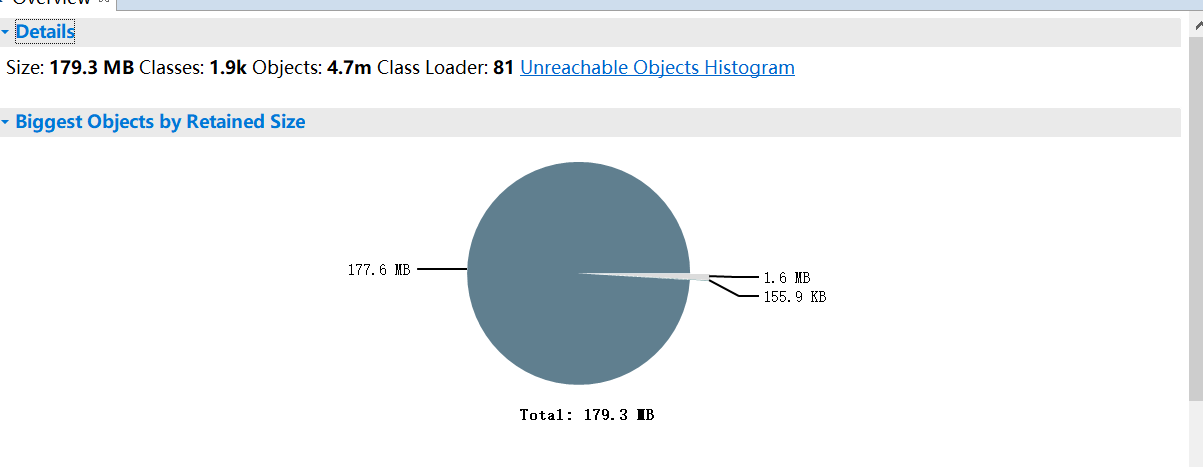 Overview
Details
Size: 179.3 MB Classes: 1.9k Objects: 4.7m Class Loader: 81 Unreachable Objects Histogram
Biggest Objects by Retained Size
177.6 MB
1.6 MB
155.9 KB
Total: 179.3 MB